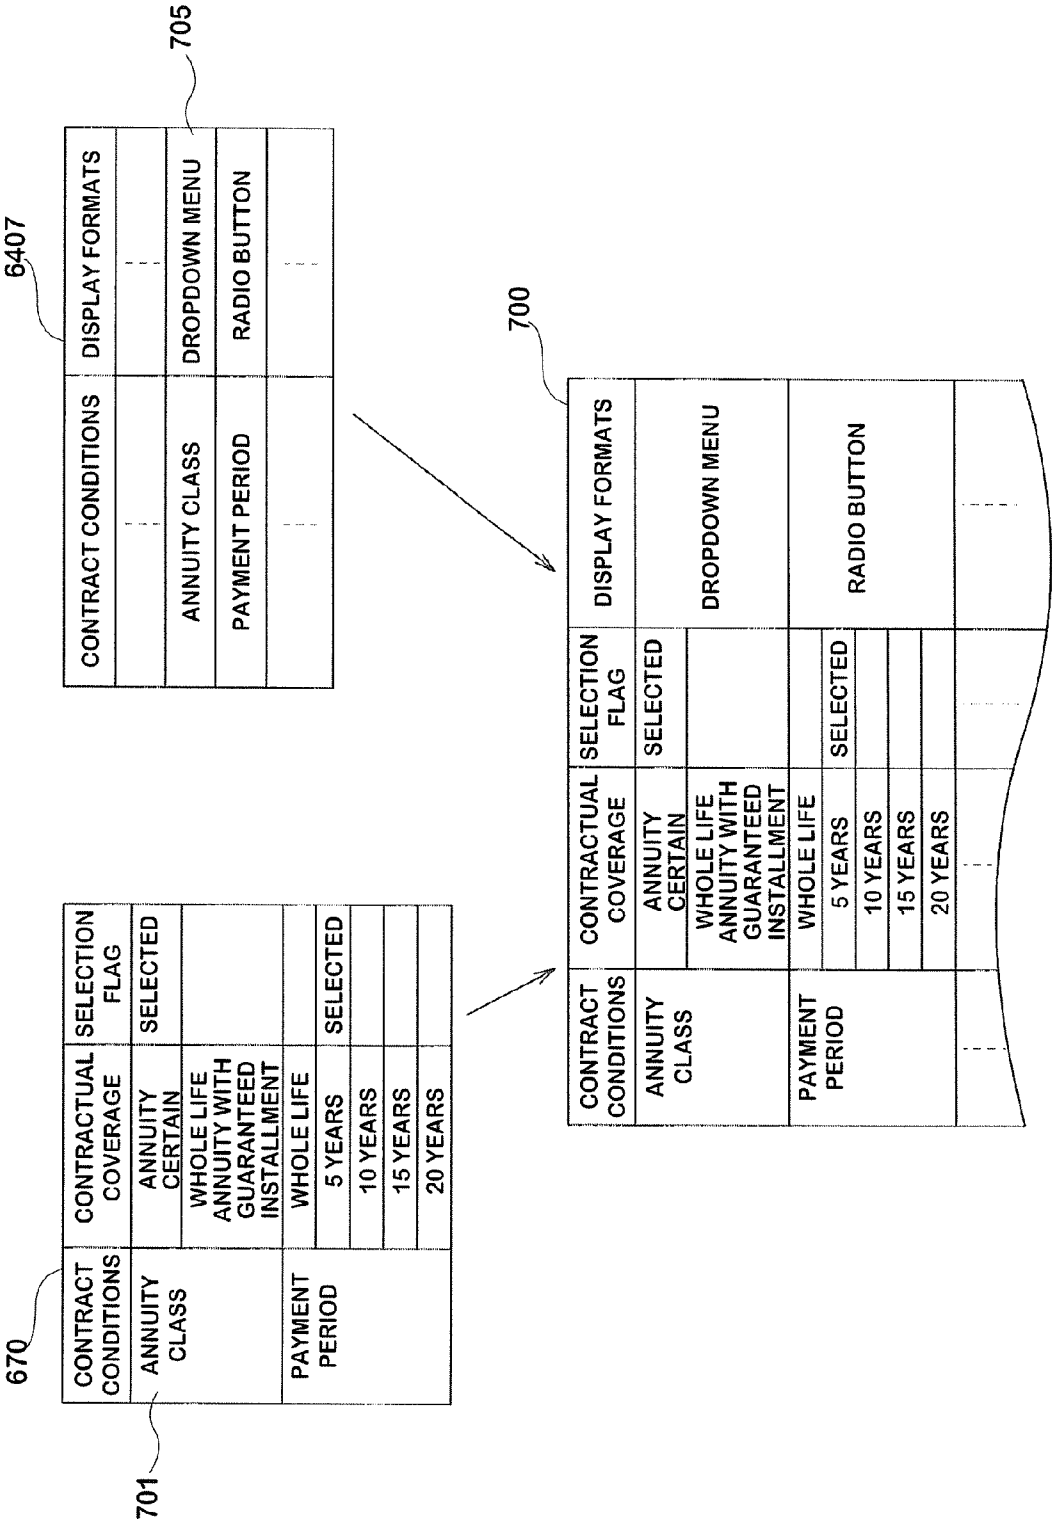 670
701
CONTRACT
CONDITIONS
CONTRACTUAL
COVERAGE
SELECTION
FLAG
ANNUITY
CLASS
ANNUITY
CERTAIN
SELECTED
WHOLE LIFE
ANNUITY WITH
GUARANTEED
INSTALLMENT
PAYMENT
PERIOD
WHOLE LIFE
5 YEARS
SELECTED
10 YEARS
15 YEARS
20 YEARS
6407
705
CONTRACT CONDITIONS
DISPLAY FORMATS
ANNUITY CLASS
DROPDOWN MENU
PAYMENT PERIOD
RADIO BUTTON
700
CONTRACT
CONDITIONS
CONTRACTUAL
COVERAGE
SELECTION
FLAG
DISPLAY FORMATS
ANNUITY
CLASS
ANNUITY
CERTAIN
SELECTED
DROPDOWN MENU
WHOLE LIFE
ANNUITY WITH
GUARANTEED
INSTALLMENT
PAYMENT
PERIOD
WHOLE LIFE
5 YEARS
SELECTED
RADIO BUTTON
10 YEARS
15 YEARS
20 YEARS